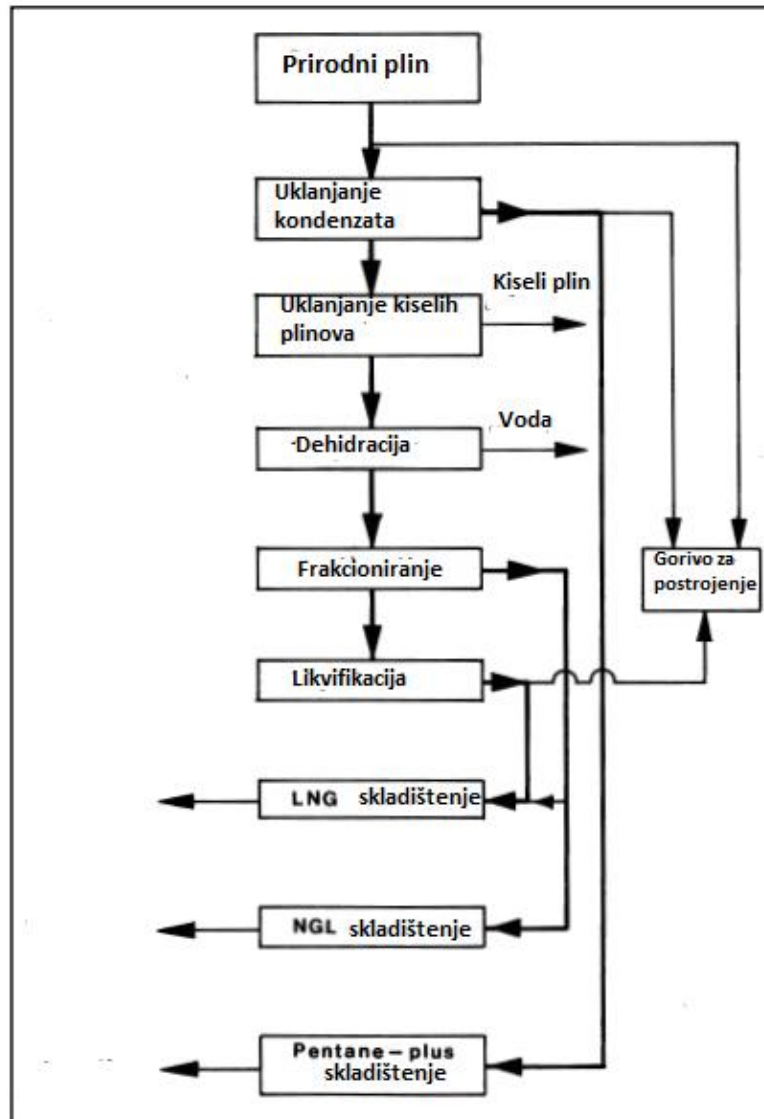 Prirodni plin
Uklanjanje
kondenzata
Kiseli plin
Uklanjanje kiselih
plinova
Voda
Dehidracija
Frakcioniranje
Gorivo za
postrojenje
Likvifikacija
LNG skladištenje
NGL skladištenje
Pentane-plus
skladištenje